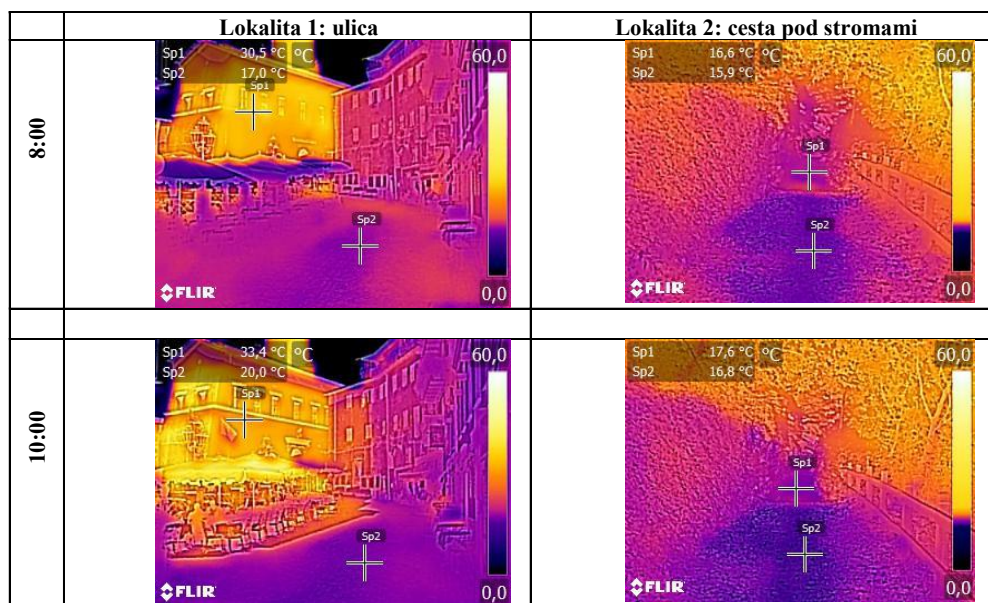 Lokalita 1: ulica
Lokalita 2: cesta pod stromami
8:00
Sp1 30,5 °C °C
Sp2 17,0 °C
60,0
Sp1
Sp2
FLIR
0,0
Sp1 16,6 °C °C
Sp2 15,9 °C
60,0
Sp1
Sp2
FLIR
0,0
10:00
Sp1 33,4 °C °C
Sp2 20,0 °C
60,0
Sp1
Sp2
FLIR
0,0
Sp1 17,6 °C °C
Sp2 16,8 °C
60,0
Sp1
Sp2
FLIR
0,0